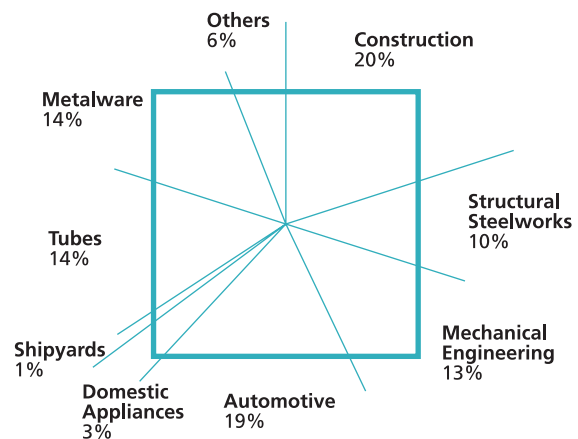 Others
6%
Construction
20%
Metalware
14%
Structural
Steelworks
10%
Tubes
14%
Mechanical
Engineering
13%
Shipyards
1%
Domestic
Appliances
3%
Automotive
19%